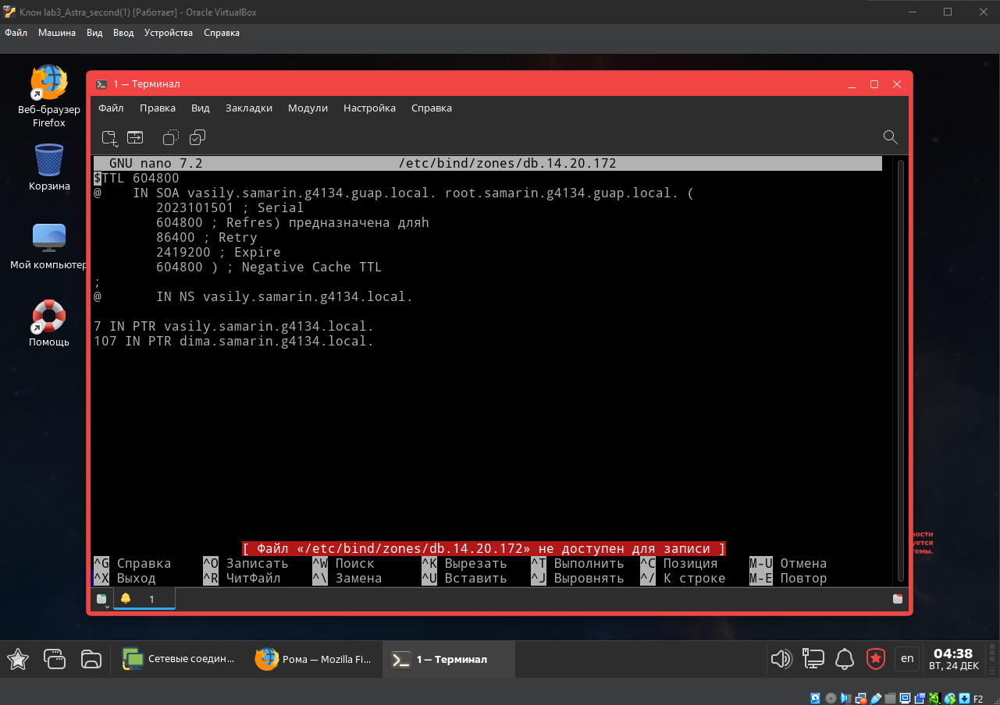 Клон lab3_Astra_second(1) [Работает] - Oracle VirtualBox
Файл Машина Вид Ввод Устройства Справка
Веб-браузер
Firefox
Корзина
Мой компьютер
Помощь
1 — Терминал
Файл Правка Вид Закладки Модули Настройка Справка
GNU nano 7.2 /etc/bind/zones/db.14.20.172
$TTL 604800
@ IN SOA vasily.samarin.g4134.guap.local. root.samarin.g4134.guap.local. (
2023101501 ; Serial
604800 ; Refres) предназначена дляh
86400 ; Retry
2419200 ; Expire
604800 ) ; Negative Cache TTL
;
@ IN NS vasily.samarin.g4134.local.
7 IN PTR vasily.samarin.g4134.local.
107 IN PTR dima.samarin.g4134.local.
[ Файл «/etc/bind/zones/db.14.20.172» не доступен для записи ]
^G Справка ^O Записать ^W Поиск ^K Вырезать ^T Выполнить ^C Позиция M-U Отмена
^X Выход ^R ЧитФайл ^\ Замена ^U Вставить ^J Выровнять ^/ К строке M-E Повтор
1
Сетевые соедин... Рома — Mozilla Fi... 1 — Терминал
en
04:38
ВТ, 24 ДЕК
F2